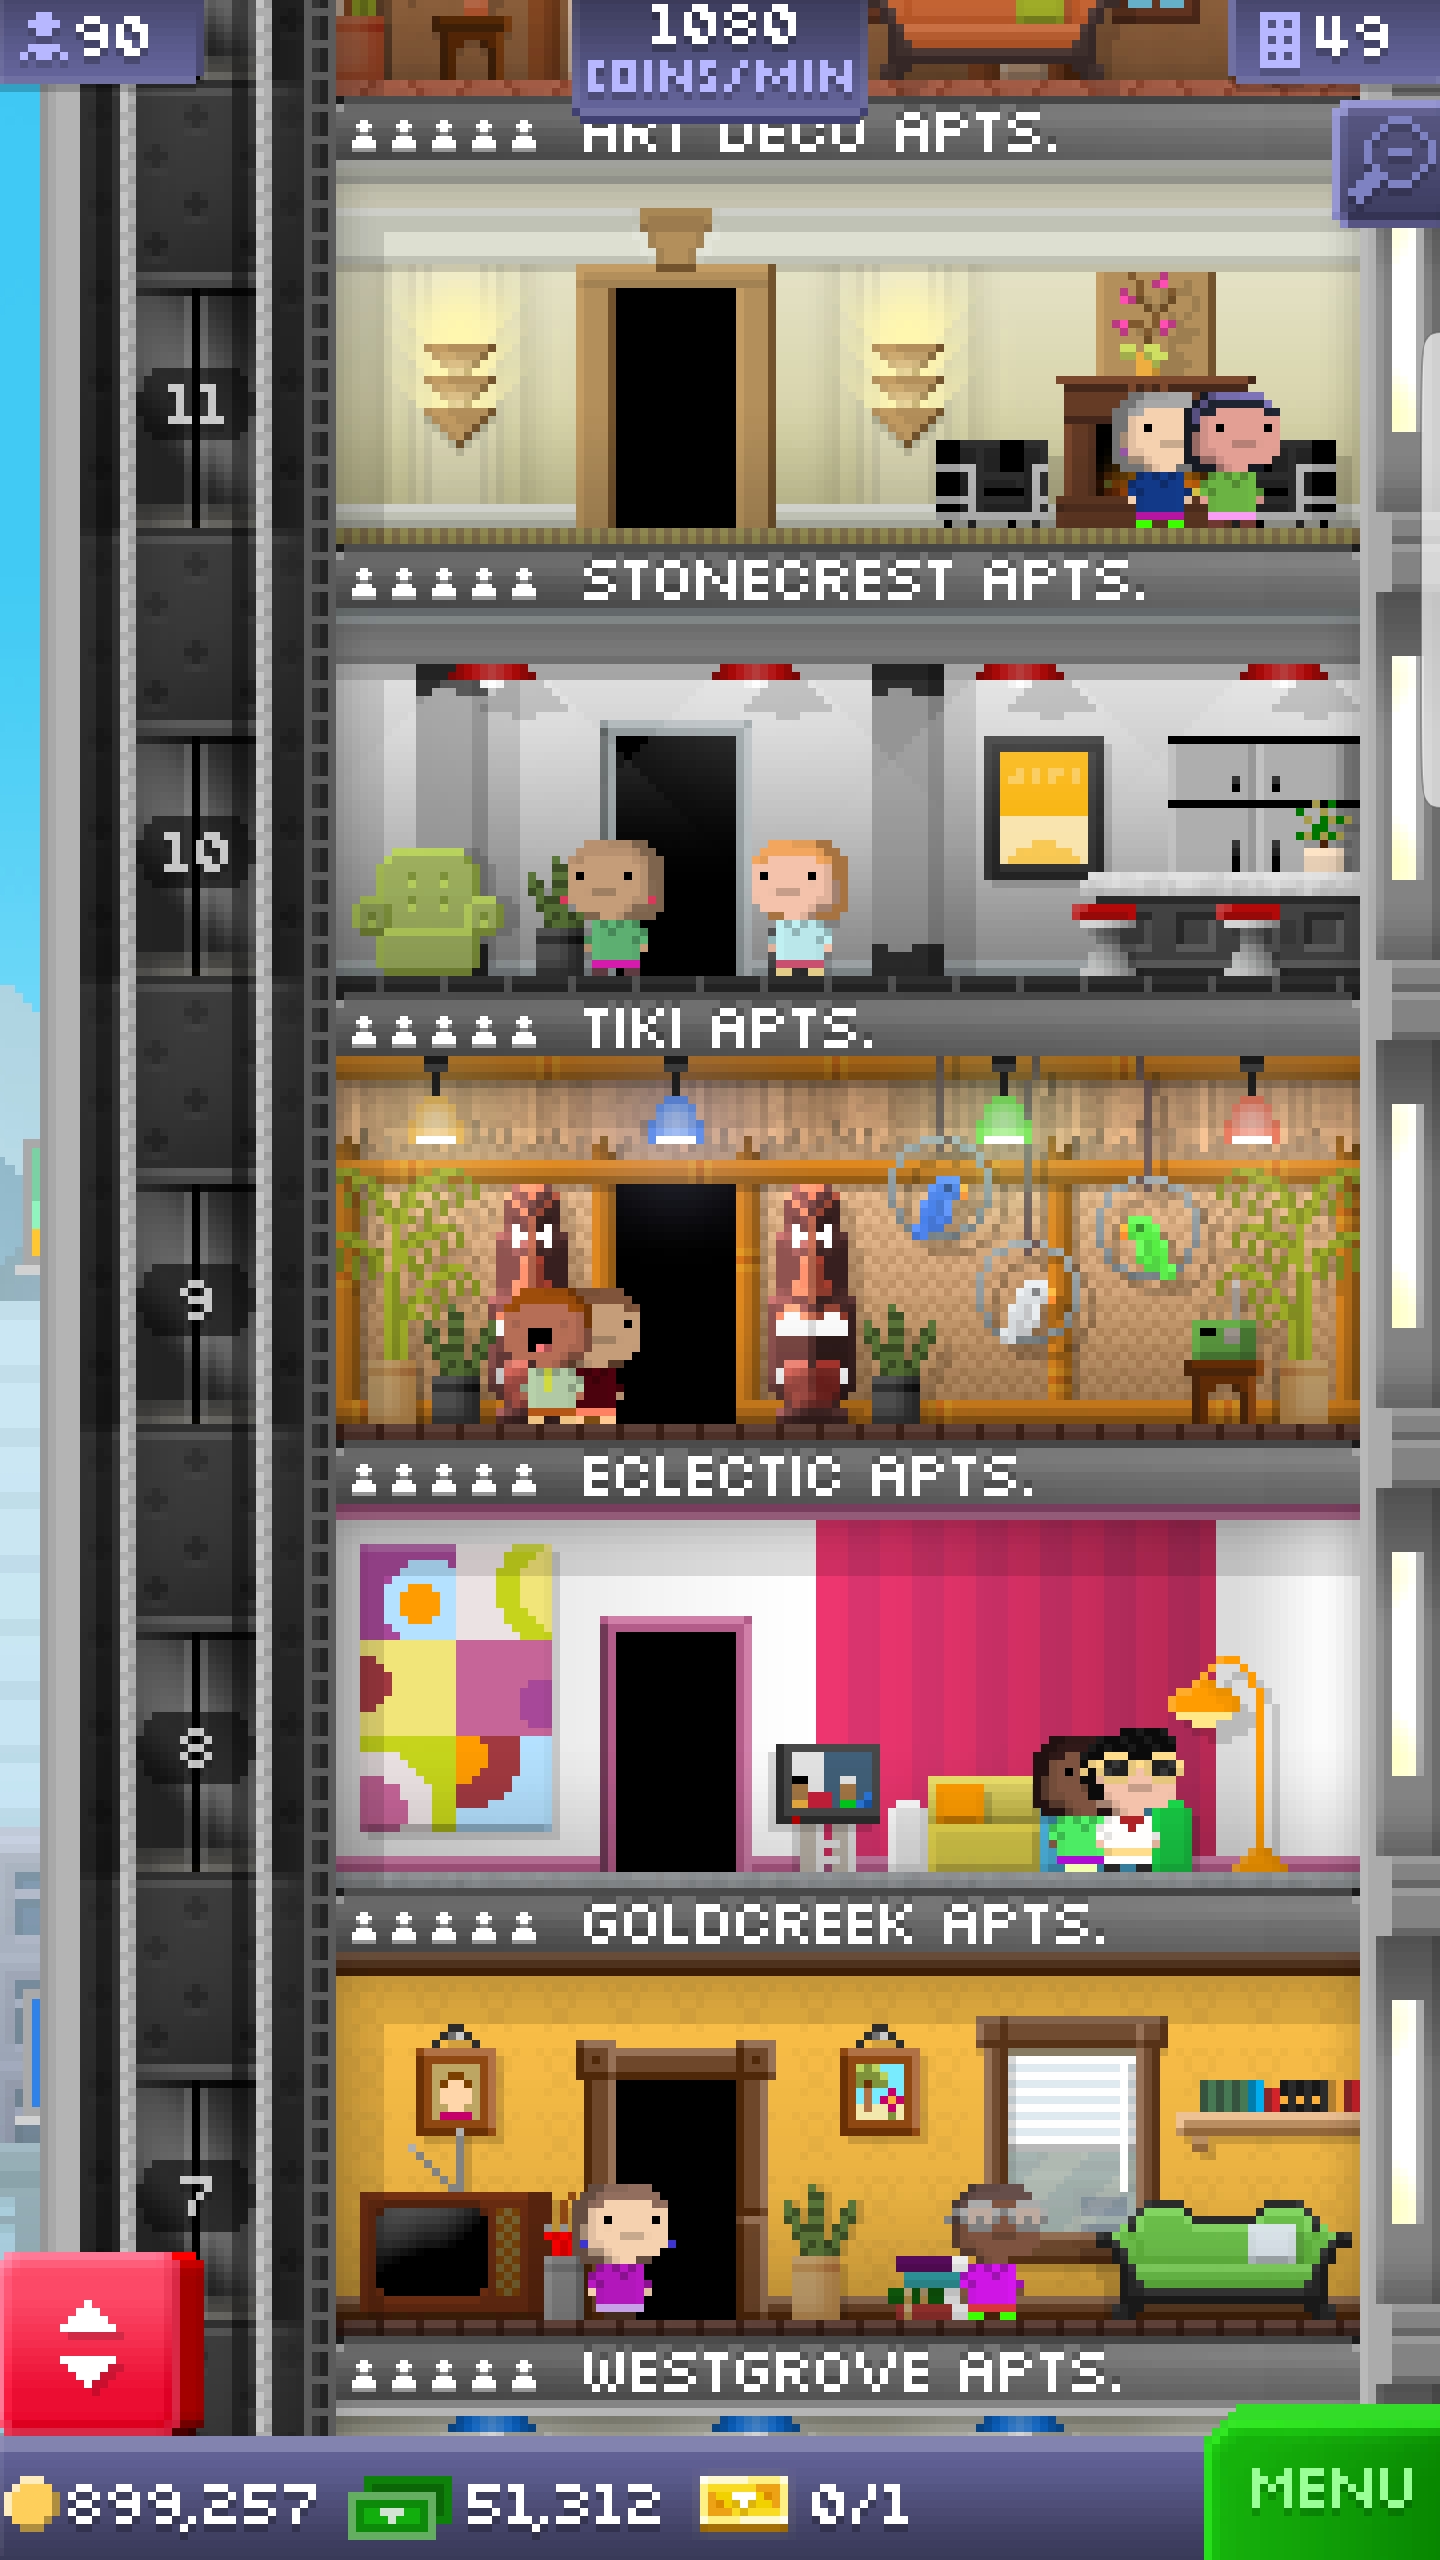 90
1080
COINS/MIN
49
ART DECO APTS.
11
STONECREST APTS.
10
TIKI APTS.
9
ECLECTIC APTS.
8
GOLDCREEK APTS.
7
WESTGROVE APTS.
899,257
51,312
0/1
MENU